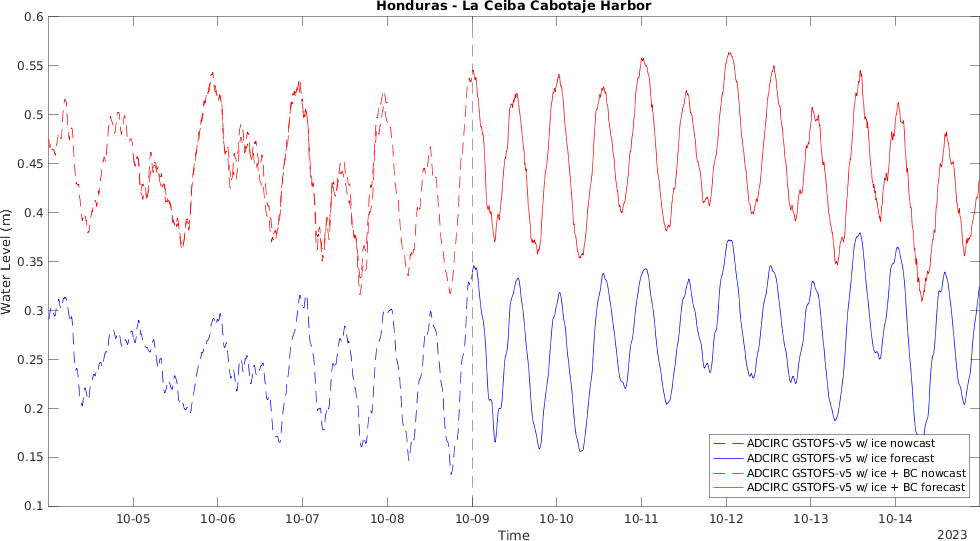 Honduras - La Ceiba Cabotaje Harbor
0.6
0.55
0.5
0.45
0.4
0.35
0.3
0.25
0.2
0.15
0.1
Water Level (m)
ADCIRC GSTOFS-v5 w/ ice nowcast
ADCIRC GSTOFS-v5 w/ ice forecast
ADCIRC GSTOFS-v5 w/ ice + BC nowcast
ADCIRC GSTOFS-v5 w/ ice + BC forecast
10-05 10-06 10-07 10-08 10-09 10-10 10-11 10-12 10-13 10-14
Time
2023